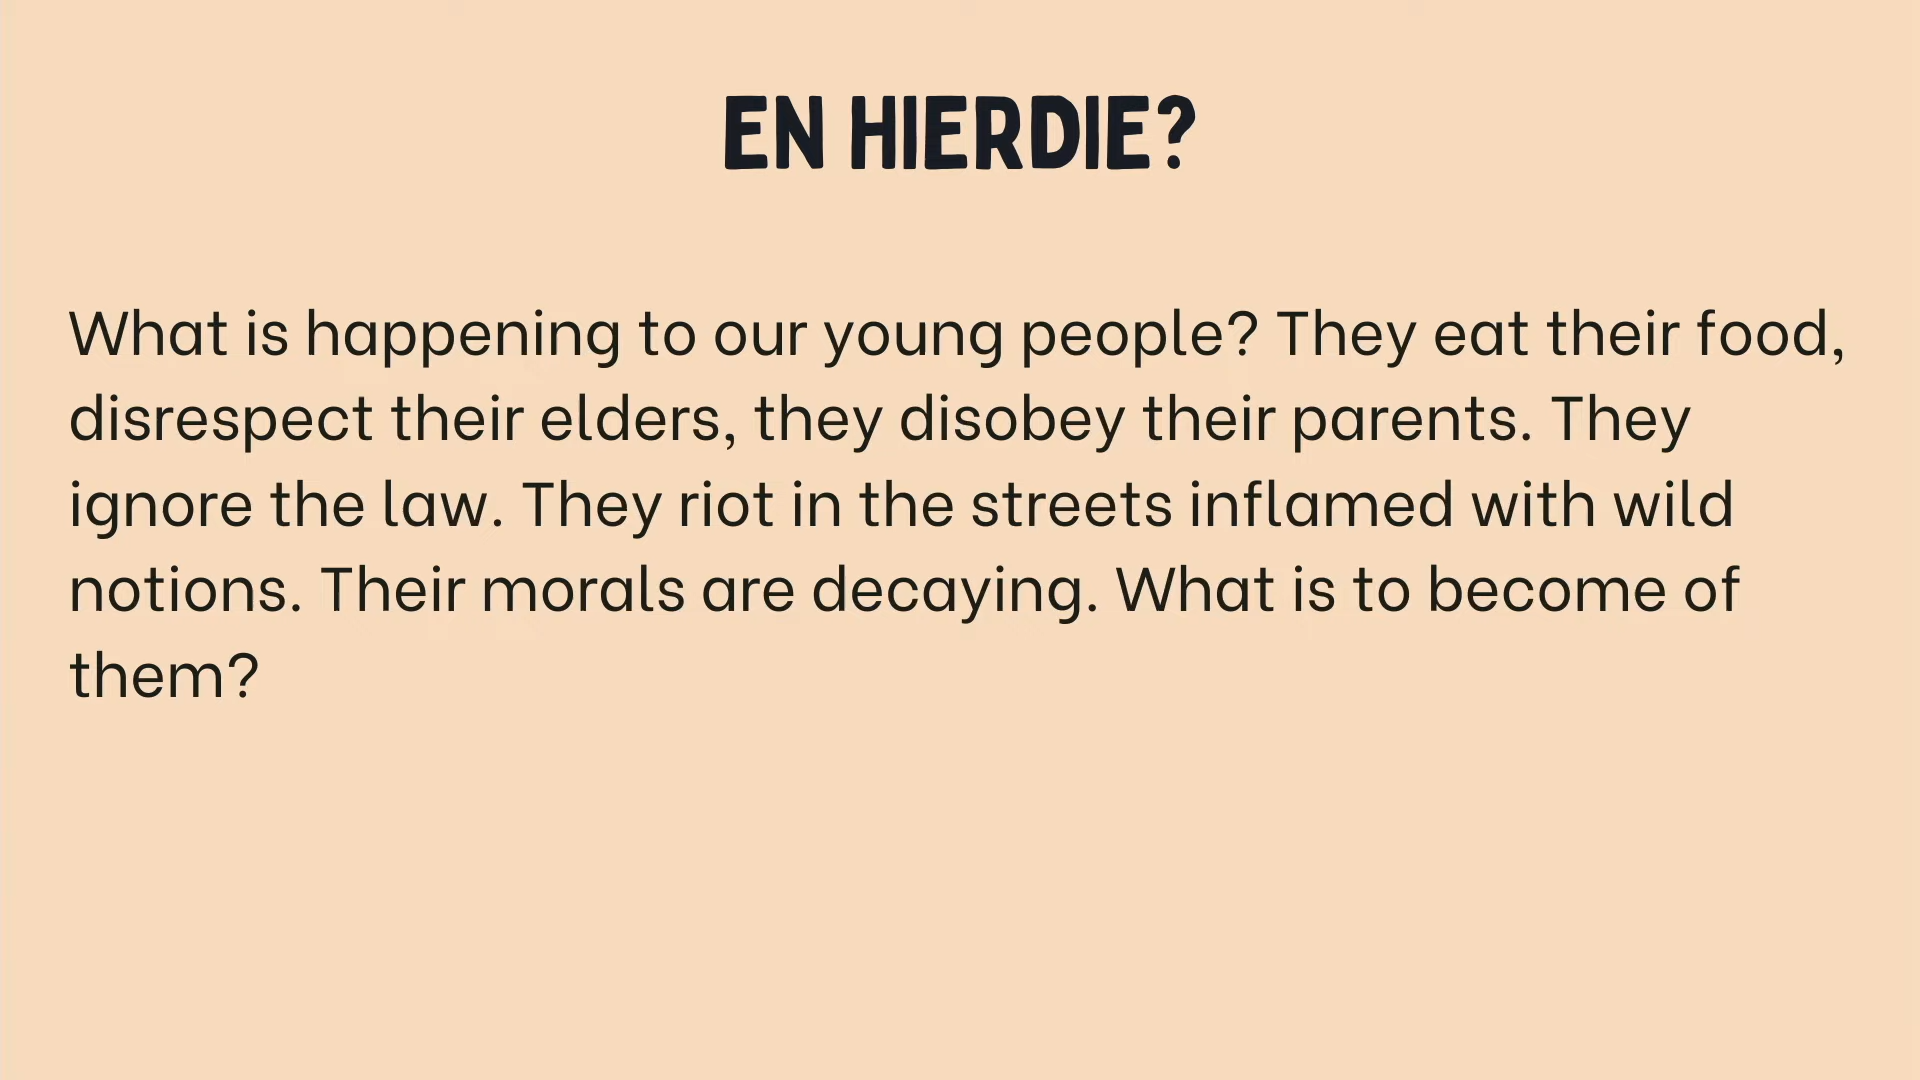 EN HIERDIE?
What is happening to our young people? They eat their food,
disrespect their elders, they disobey their parents. They
ignore the law. They riot in the streets inflamed with wild
notions. Their morals are decaying. What is to become of
them?